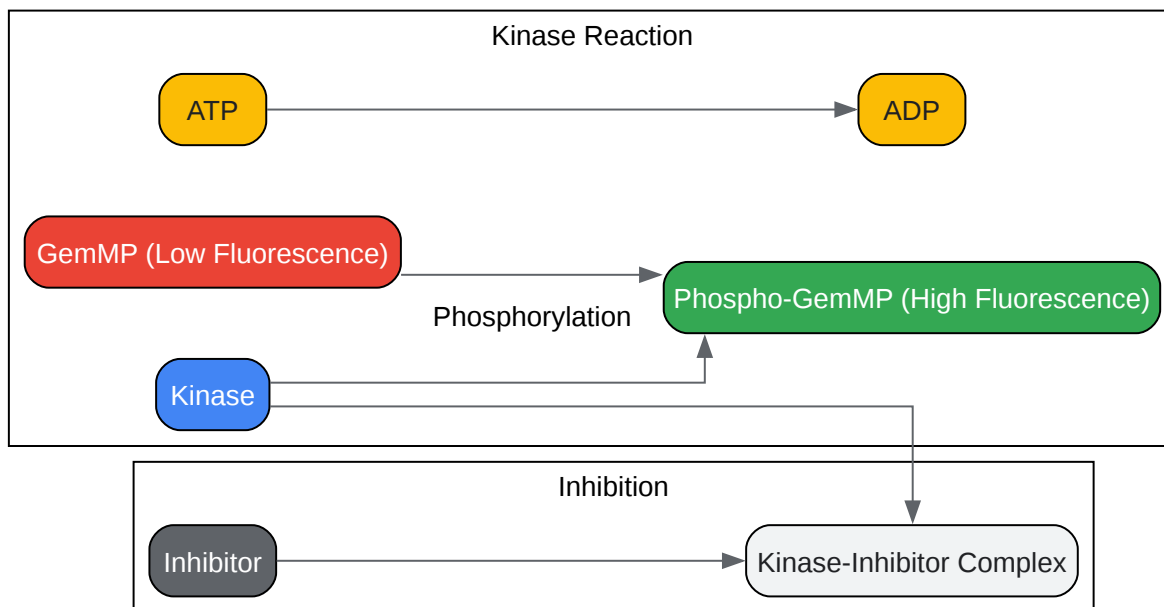 Kinase Reaction
ATP
ADP
GemMP (Low Fluorescence)
Phospho-GemMP (High Fluorescence)
Phosphorylation
Kinase
Inhibition
Inhibitor
Kinase-Inhibitor Complex